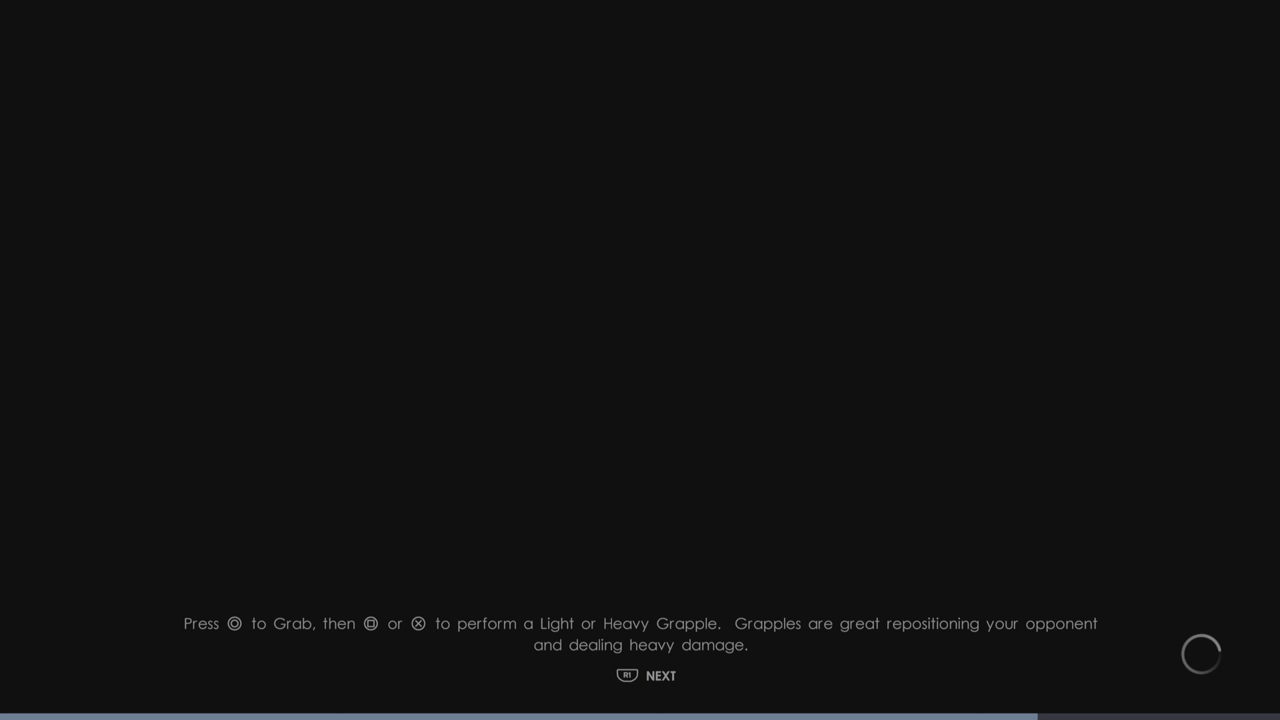 Press ◯ to Grab, then ☐ or ✕ to perform a Light or Heavy Grapple. Grapples are great repositioning your opponent
and dealing heavy damage.
R1 NEXT